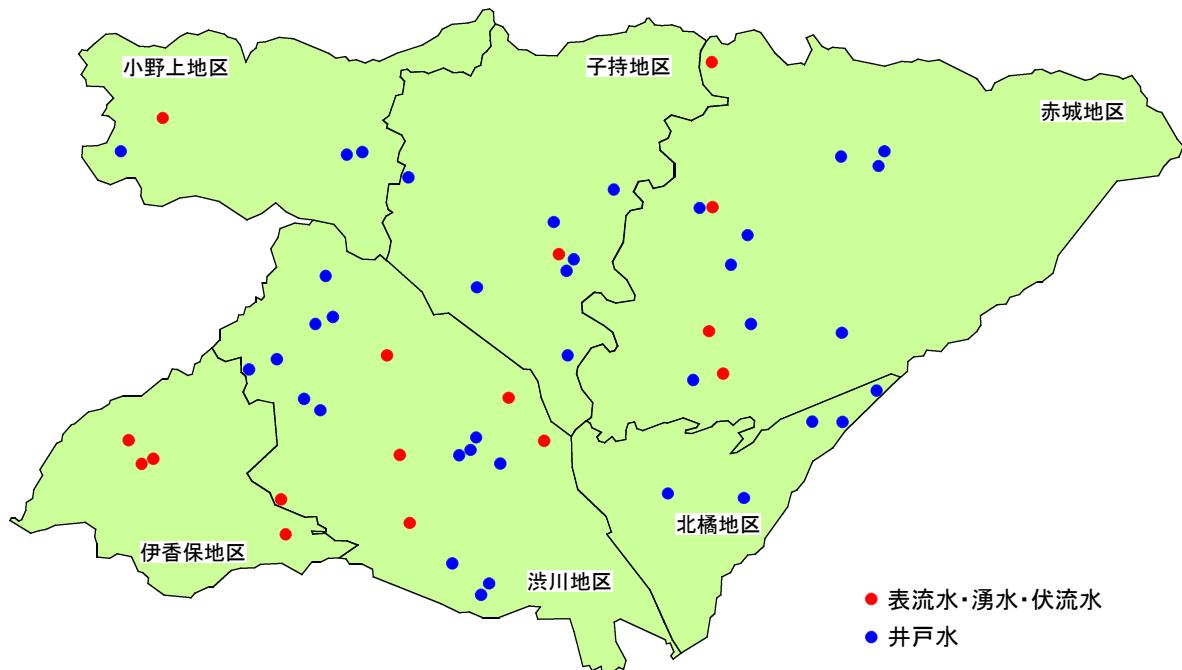 小野上地区
子持地区
赤城地区
北橘地区
伊香保地区
渋川地区
表流水・湧水・伏流水
井戸水